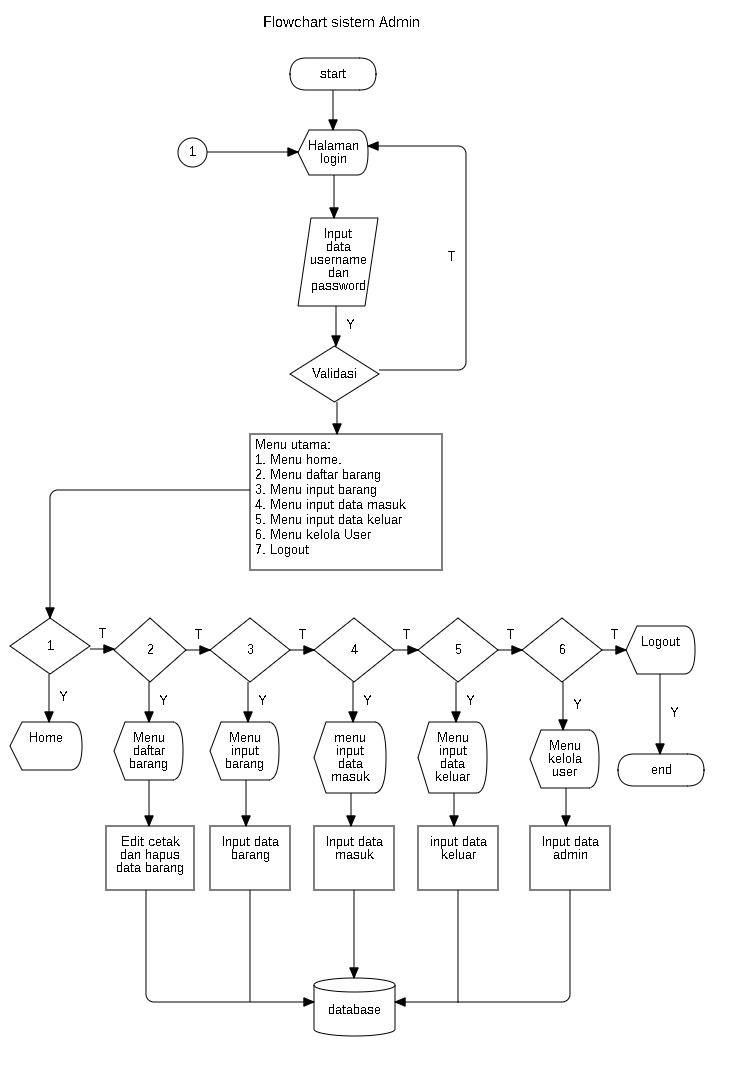 Flowchart sistem Admin
start
1
Halaman
login
Input
data
username
dan
password
T
Y
Validasi
Menu utama:
1. Menu home.
2. Menu daftar barang
3. Menu input barang
4. Menu input data masuk
5. Menu input data keluar
6. Menu kelola User
7. Logout
1
T
2
T
3
T
4
T
5
T
6
T
Logout
Y
Y
Y
Y
Y
Y
Y
Home
Menu
daftar
barang
Menu
input
barang
menu
input
data
masuk
Menu
input
data
keluar
Menu
kelola
user
end
Edit cetak
dan hapus
data barang
Input data
barang
Input data
masuk
input data
keluar
Input data
admin
database